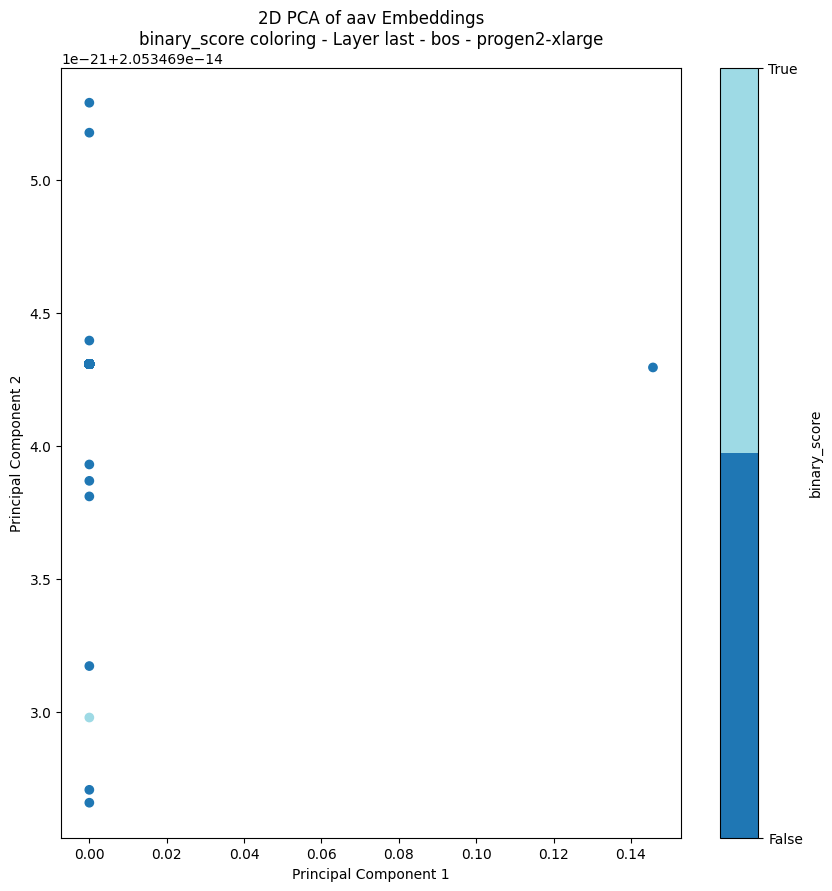 2D PCA of aav Embeddings
binary_score coloring - Layer last - bos - progen2-xlarge
1e−21+2.053469e−14
5.0
4.5
4.0
3.5
3.0
Principal Component 2
0.00 0.02 0.04 0.06 0.08 0.10 0.12 0.14
Principal Component 1
True
False
binary_score